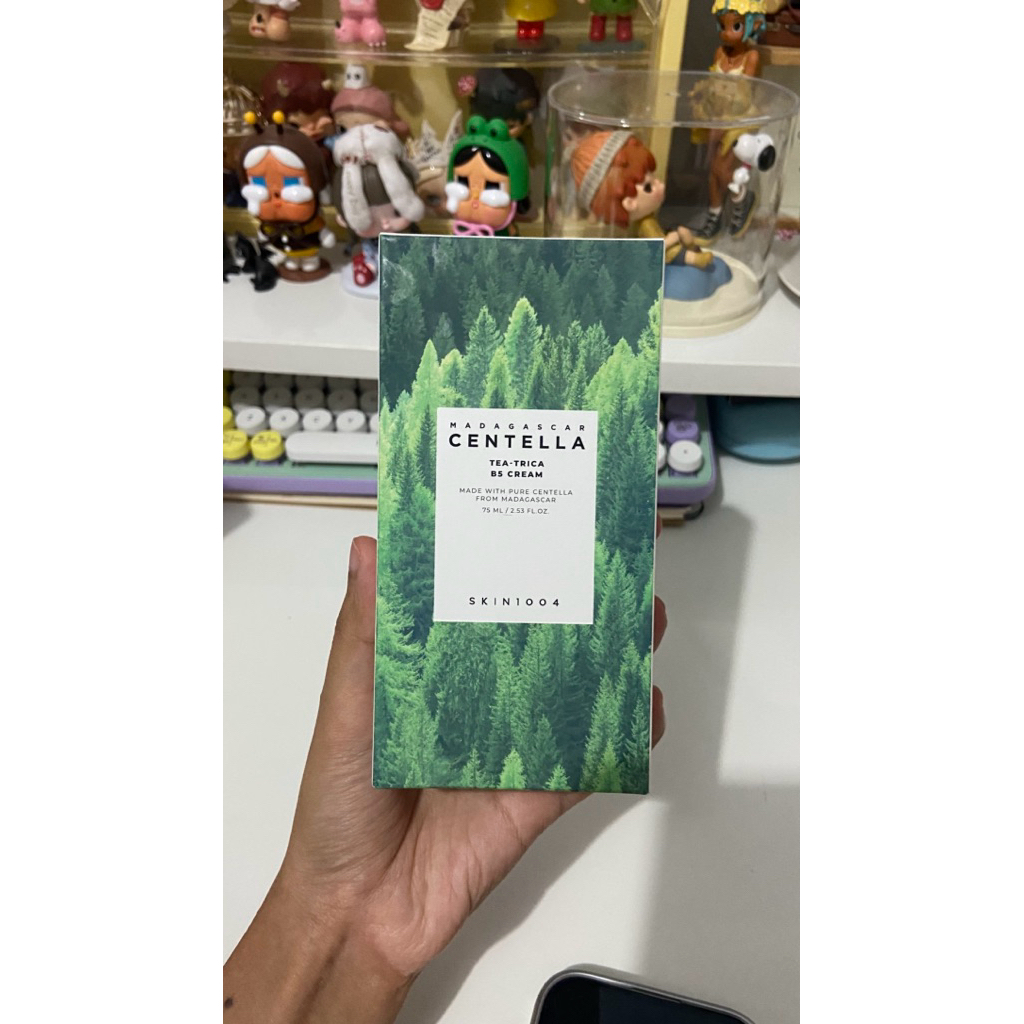 MADAGASCAR
CENTELLA
TEA-TRICA
B5 CREAM
MADE WITH PURE CENTELLA
FROM MADAGASCAR
75 ML / 2.53 FL.OZ.
SKIN1004